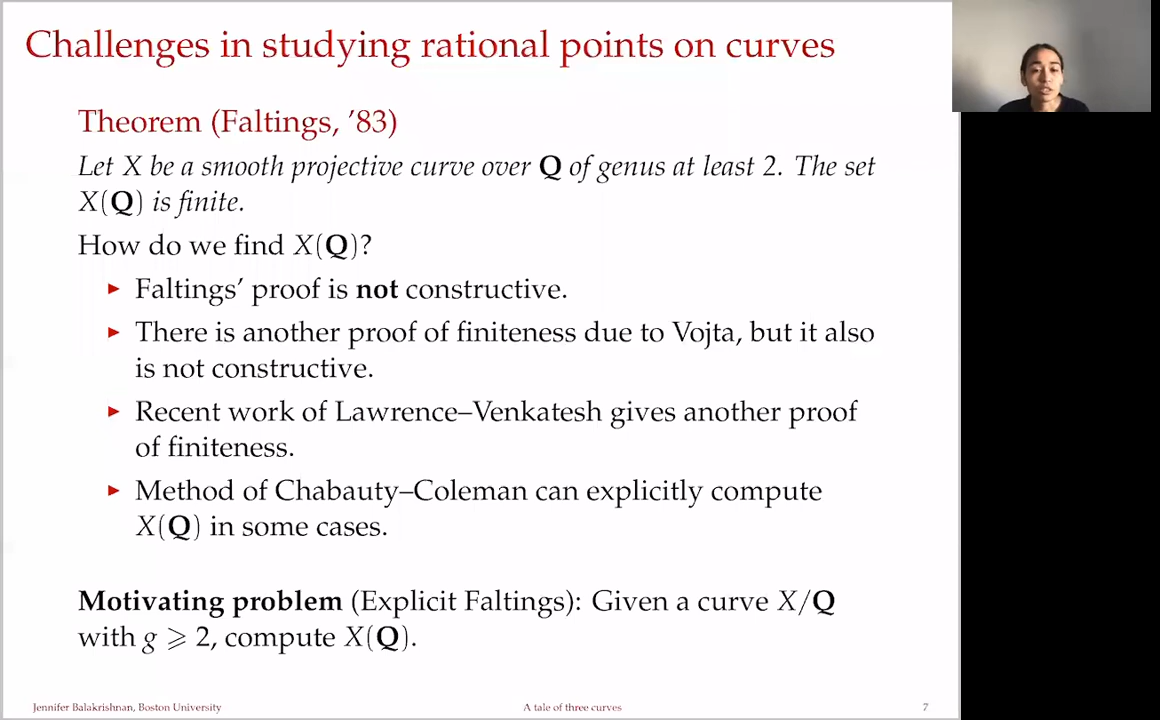 Challenges in studying rational points on curves
Theorem (Faltings, ’83)
Let X be a smooth projective curve over Q of genus at least 2. The set
X(Q) is finite.
How do we find X(Q)?
▸ Faltings’ proof is not constructive.
▸ There is another proof of finiteness due to Vojta, but it also
is not constructive.
▸ Recent work of Lawrence–Venkatesh gives another proof
of finiteness.
▸ Method of Chabauty–Coleman can explicitly compute
X(Q) in some cases.
Motivating problem (Explicit Faltings): Given a curve X/Q
with g ⩾ 2, compute X(Q).
Jennifer Balakrishnan, Boston University A tale of three curves 7